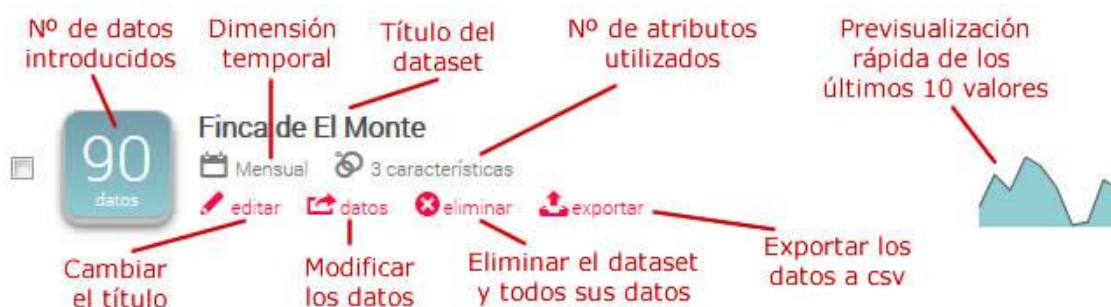 Nº de datos
introducidos
Dimensión
temporal
Título del
dataset
Nº de atributos
utilizados
Previsualización
rápida de los
últimos 10 valores
90
datos
Finca de El Monte
Mensual
3 características
editar
datos
eliminar
exportar
Cambiar
el título
Modificar
los datos
Eliminar el dataset
y todos sus datos
Exportar los
datos a csv